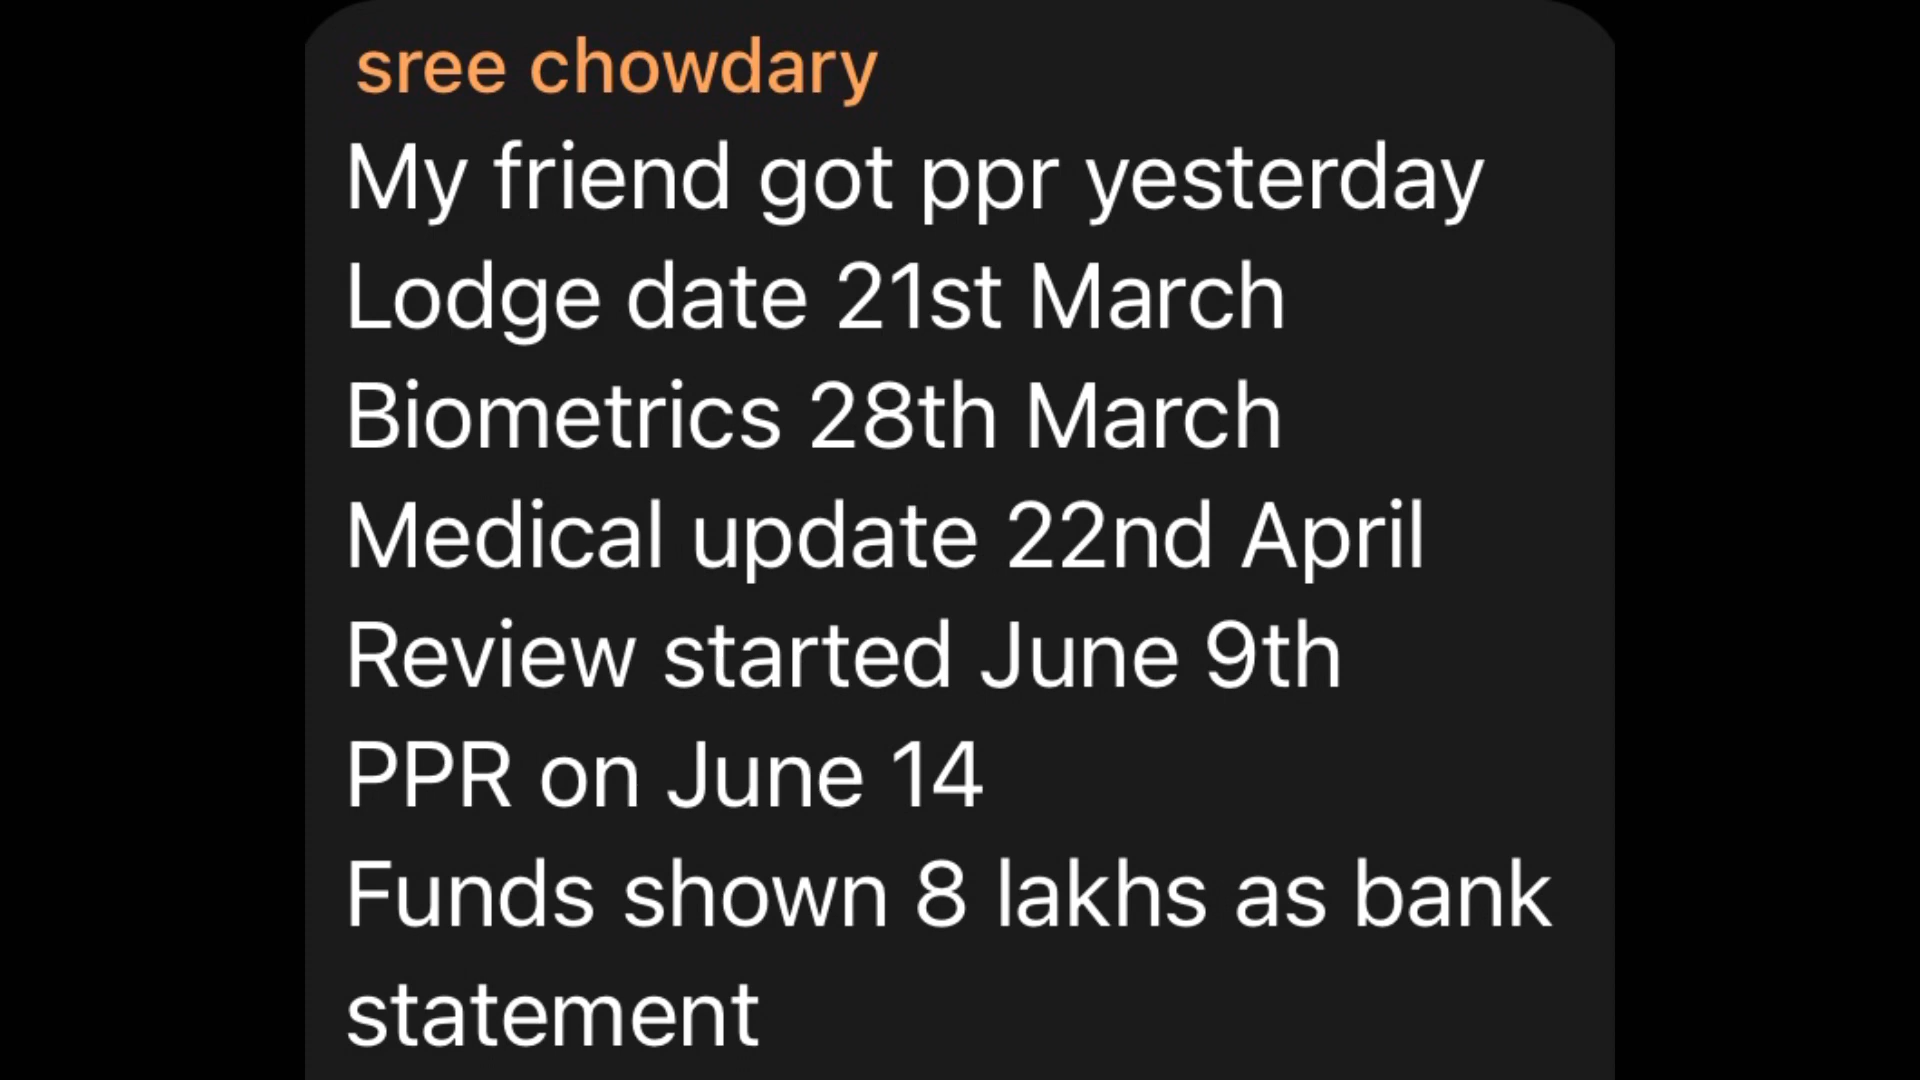 sree chowdary
My friend got ppr yesterday
Lodge date 21st March
Biometrics 28th March
Medical update 22nd April
Review started June 9th
PPR on June 14
Funds shown 8 lakhs as bank
statement